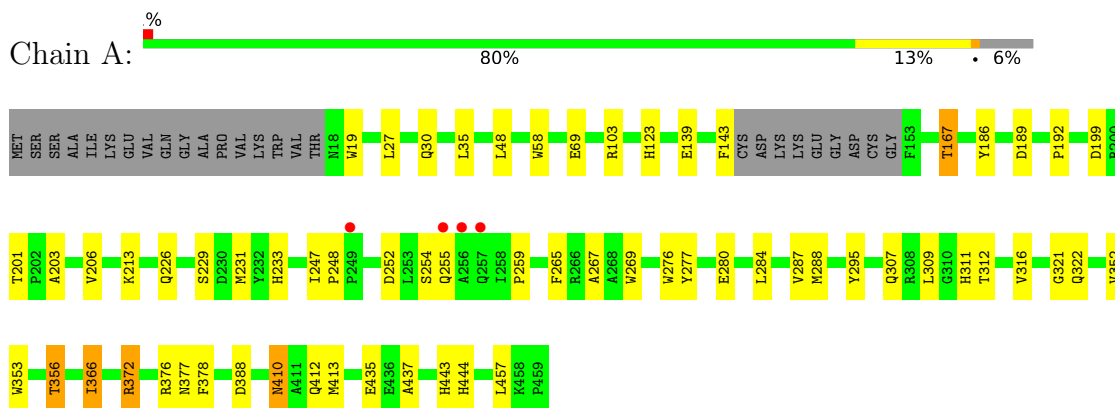 .%
Chain A:
80% 13% • 6%
MET SER SER ALA ILE LYS GLU VAL GLN GLY ALA PRO VAL LYS TRP VAL THR N18 W19 L27 Q30 L35 L48 W58 E69 R103 H123 E139 F143 CYS ASP LYS LYS GLU GLU GLY ASP CYS GLY F153 T167 Y186 D189 P192 D199
T201 P202 A203 V206 K213 Q226 S229 D230 M231 Y232 H233 I247 P248 P249 D252 L253 S254 Q255 A256 Q257 I258 P259 F265 R266 A267 A268 W269 W276 Y277 E280 L284 V287 M288 Y295 Q307 R308 L309 G310 H311 T312 V316 G321 Q322
W353 T356 I366 R372 R376 N377 F378 D388 N410 A411 Q412 M413 E435 E436 A437 H443 H444 L457 K458 P459